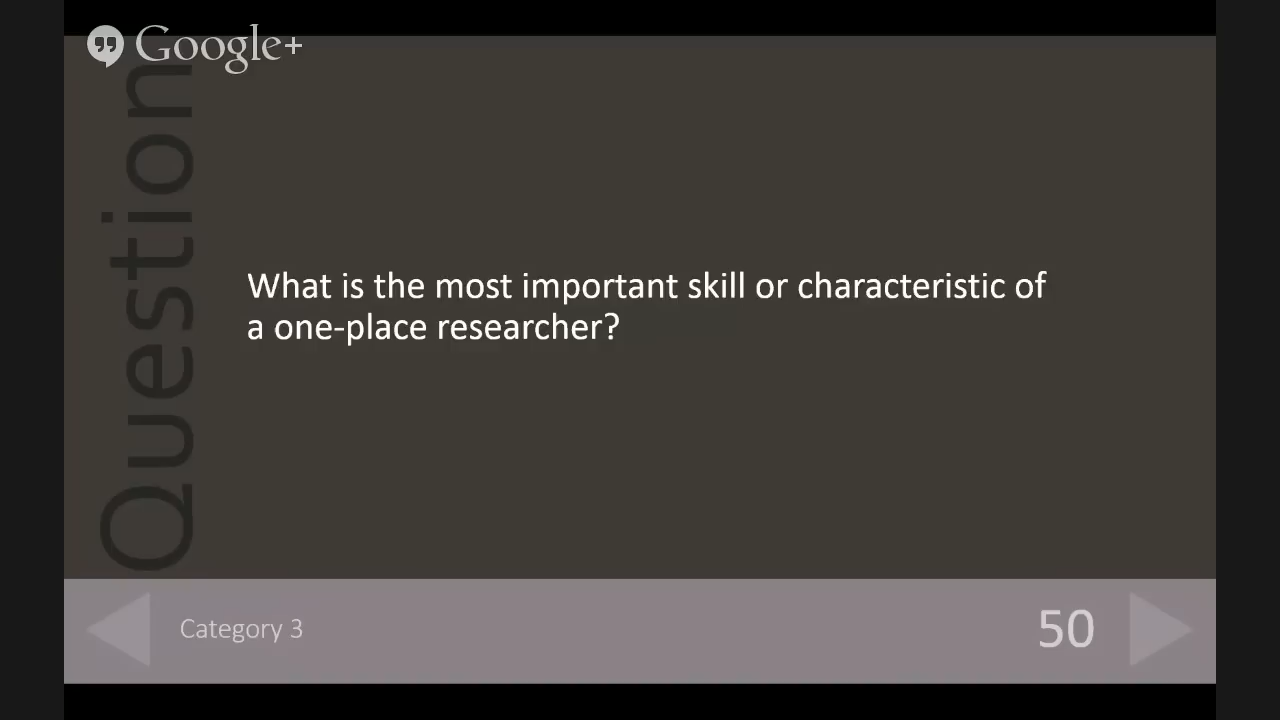 Google+
Question
What is the most important skill or characteristic of
a one-place researcher?
Category 3
50